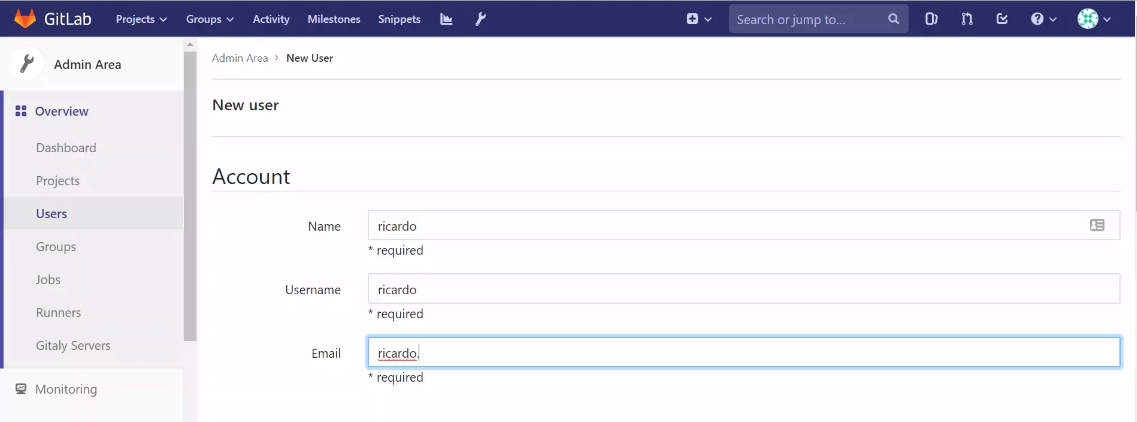 GitLab Projects Groups Activity Milestones Snippets Search or jump to...
Admin Area
Overview
Dashboard
Projects
Users
Groups
Jobs
Runners
Gitaly Servers
Monitoring
Admin Area > New User
New user
Account
Name ricardo
* required
Username ricardo
* required
Email ricardo.
* required